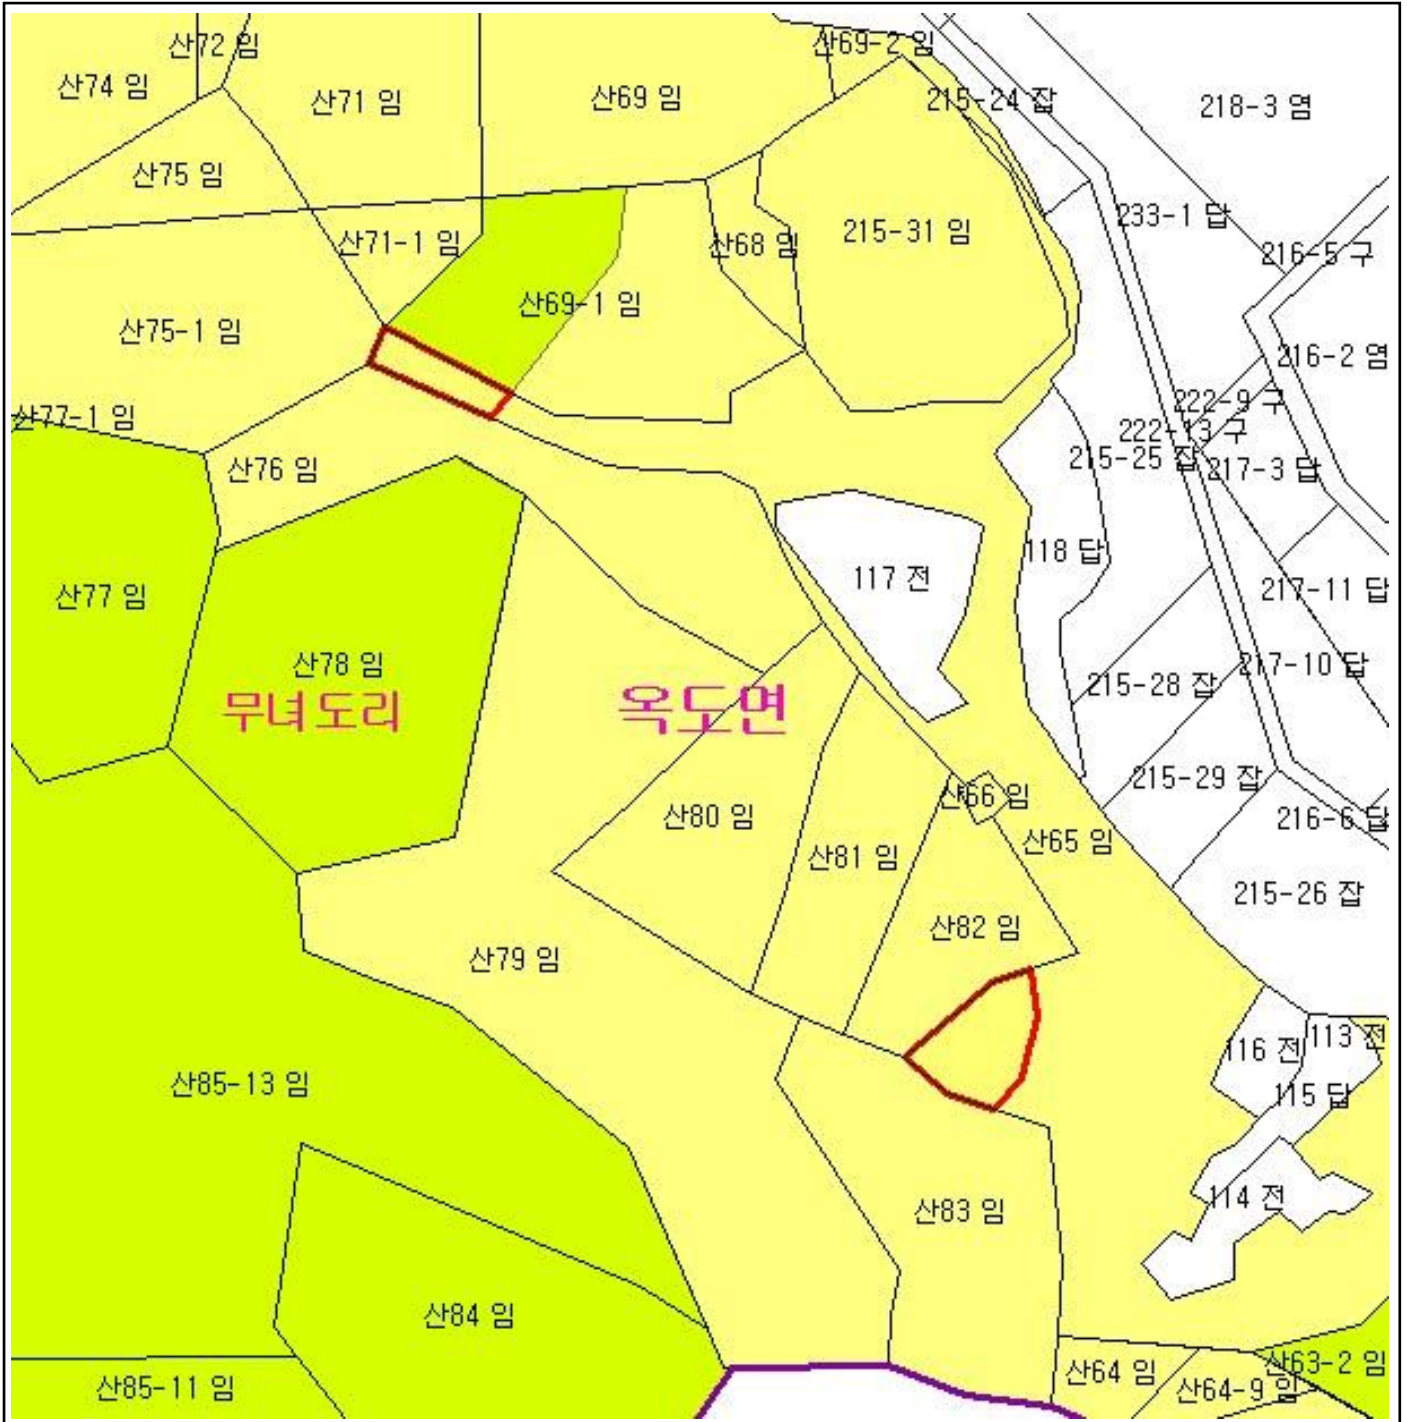 산72 임
산69-2 임
산74 임
산71 임
산69 임
215-24 잡
218-3 염
산75 임
산71-1 임
산68 임
215-31 임
233-1 답
216-5 구
산69-1 임
산75-1 임
216-2 염
산77-1 임
222-9 구
222-13 구
215-25 잡
217-3 답
산76 임
118 답
117 전
217-11 답
산77 임
산78 임
217-10 답
215-28 잡
무녀도리
옥도면
215-29 잡
산66 임
산80 임
216-6 답
산65 임
산81 임
215-26 잡
산82 임
산79 임
113 전
116 전
산85-13 임
115 답
114 전
산83 임
산84 임
산63-2 임
산64 임
산85-11 임
산64-9 임